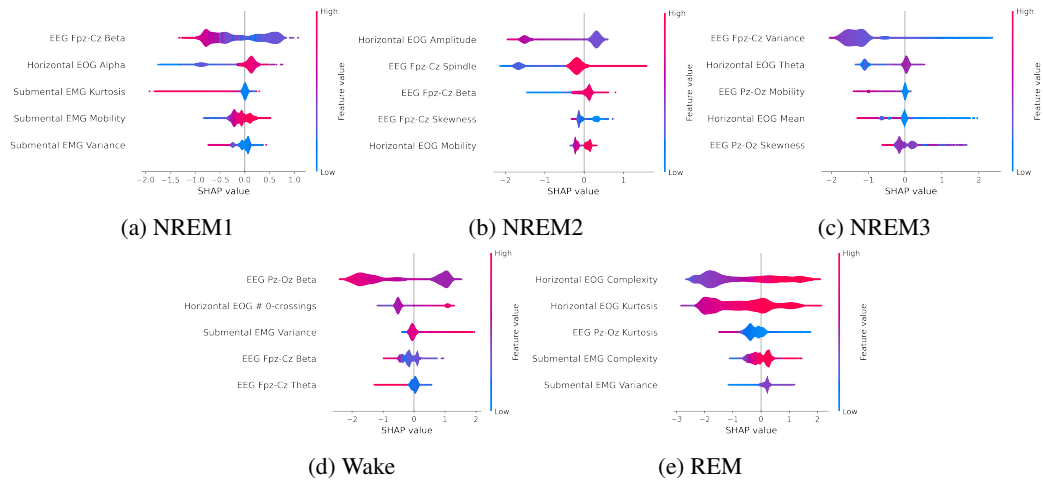 High
EEG Fpz-Cz Beta
Horizontal EOG Alpha
Submental EMG Kurtosis
Submental EMG Mobility
Submental EMG Variance
Feature value
Low
−2.0 −1.5 −1.0 −0.5 0.0 0.5 1.0
SHAP value
(a) NREM1
High
Horizontal EOG Amplitude
EEG Fpz-Cz Spindle
EEG Fpz-Cz Beta
EEG Fpz-Cz Skewness
Horizontal EOG Mobility
Feature value
Low
−2 −1 0 1
SHAP value
(b) NREM2
High
EEG Fpz-Cz Variance
Horizontal EOG Theta
EEG Pz-Oz Mobility
Horizontal EOG Mean
EEG Pz-Oz Skewness
Feature value
Low
−2 −1 0 1 2
SHAP value
(c) NREM3
High
EEG Pz-Oz Beta
Horizontal EOG # 0-crossings
Submental EMG Variance
EEG Fpz-Cz Beta
EEG Fpz-Cz Theta
Feature value
Low
−2 −1 0 1 2
SHAP value
(d) Wake
High
Horizontal EOG Complexity
Horizontal EOG Kurtosis
EEG Pz-Oz Kurtosis
Submental EMG Complexity
Submental EMG Variance
Feature value
Low
−3 −2 −1 0 1 2
SHAP value
(e) REM